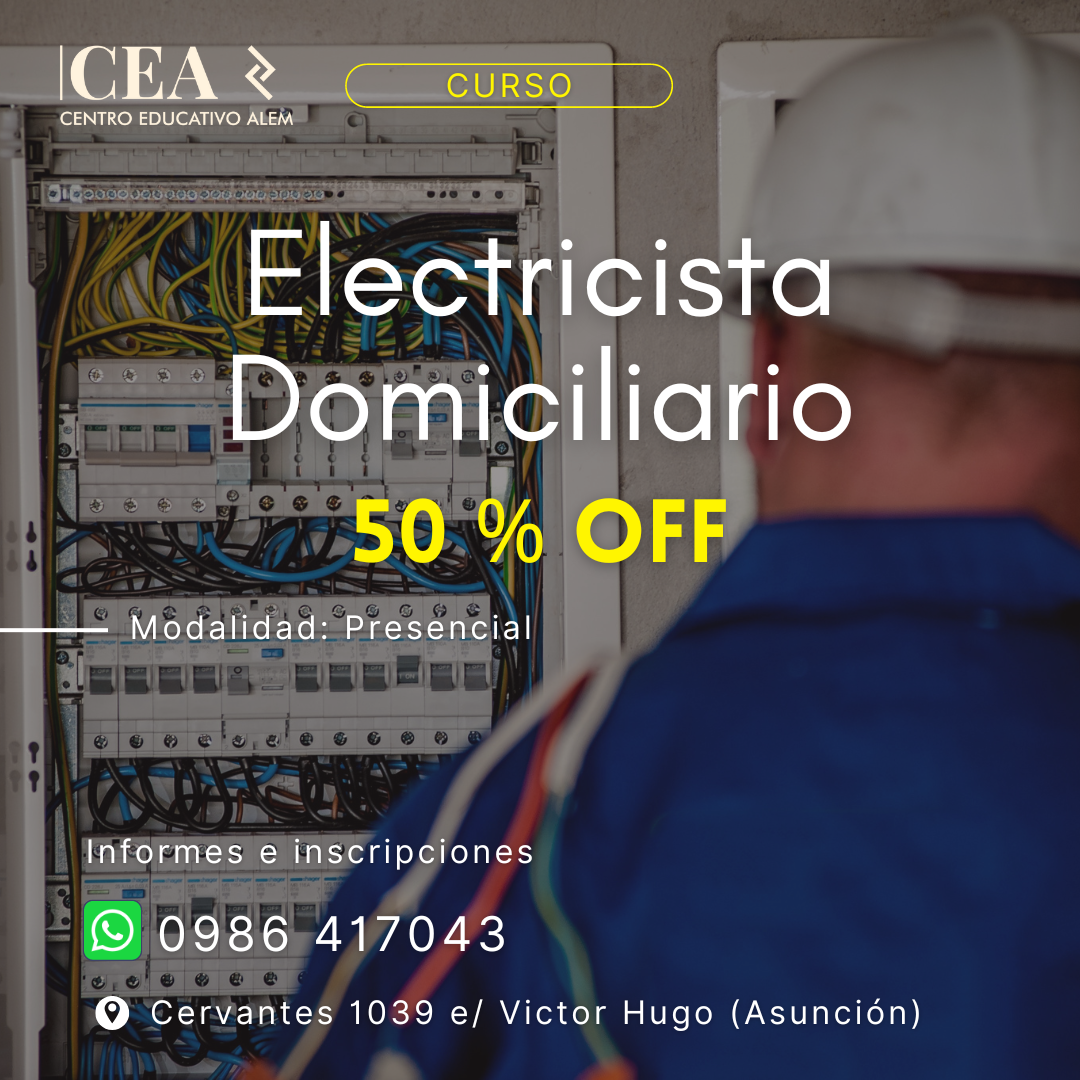 CEA
CENTRO EDUCATIVO ALEM
CURSO
Electricista
Domiciliario
50 % OFF
Modalidad: Presencial
Informes e inscripciones
0986 417043
Cervantes 1039 e/ Victor Hugo (Asunción)